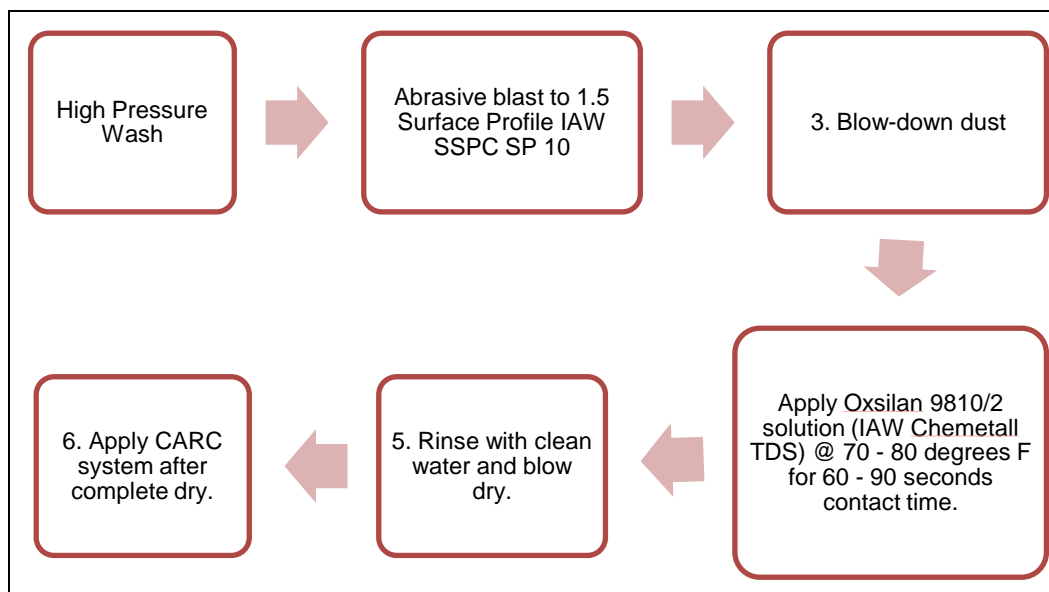 High Pressure
Wash
Abrasive blast to 1.5
Surface Profile IAW
SSPC SP 10
3. Blow-down dust
Apply Oxsilan 9810/2
solution (IAW Chemetall
TDS) @ 70 - 80 degrees F
for 60 - 90 seconds
contact time.
5. Rinse with clean
water and blow
dry.
6. Apply CARC
system after
complete dry.